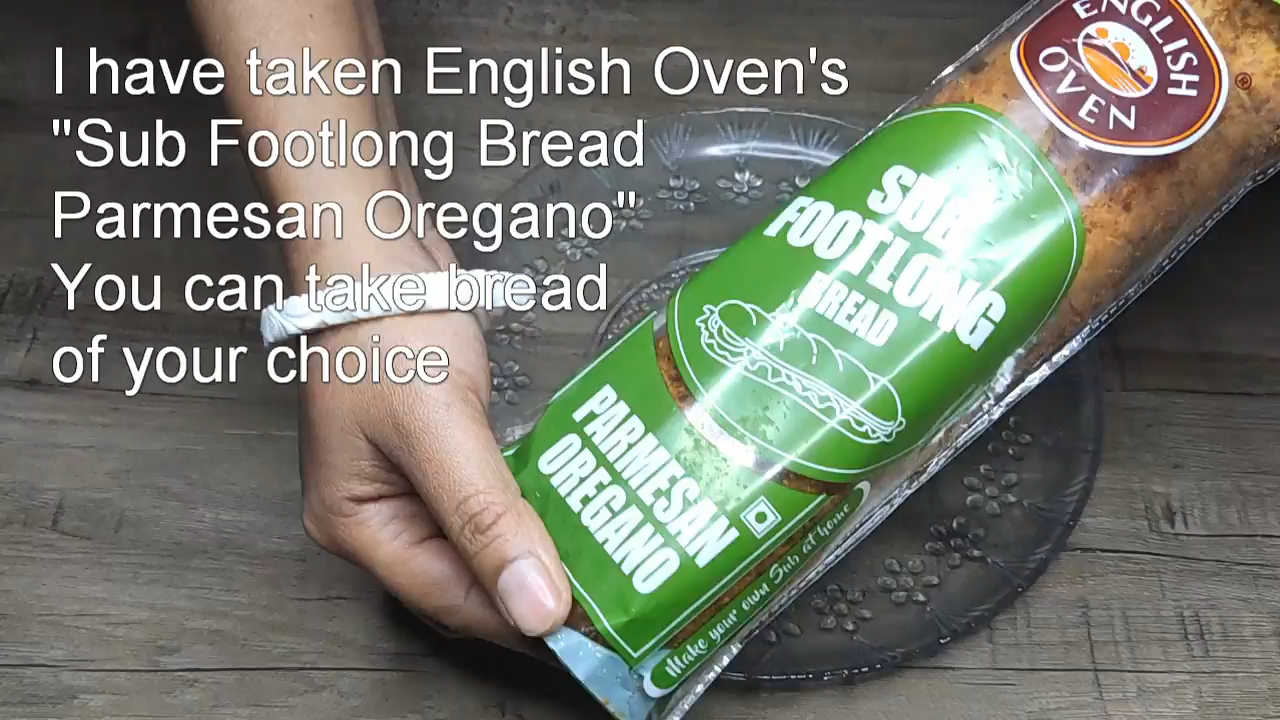 I have taken English Oven's
"Sub Footlong Bread
Parmesan Oregano"
You can take bread
of your choice
ENGLISH
OVEN
®
SUB
FOOTLONG
BREAD
PARMESAN
OREGANO
Make your own Sub at home